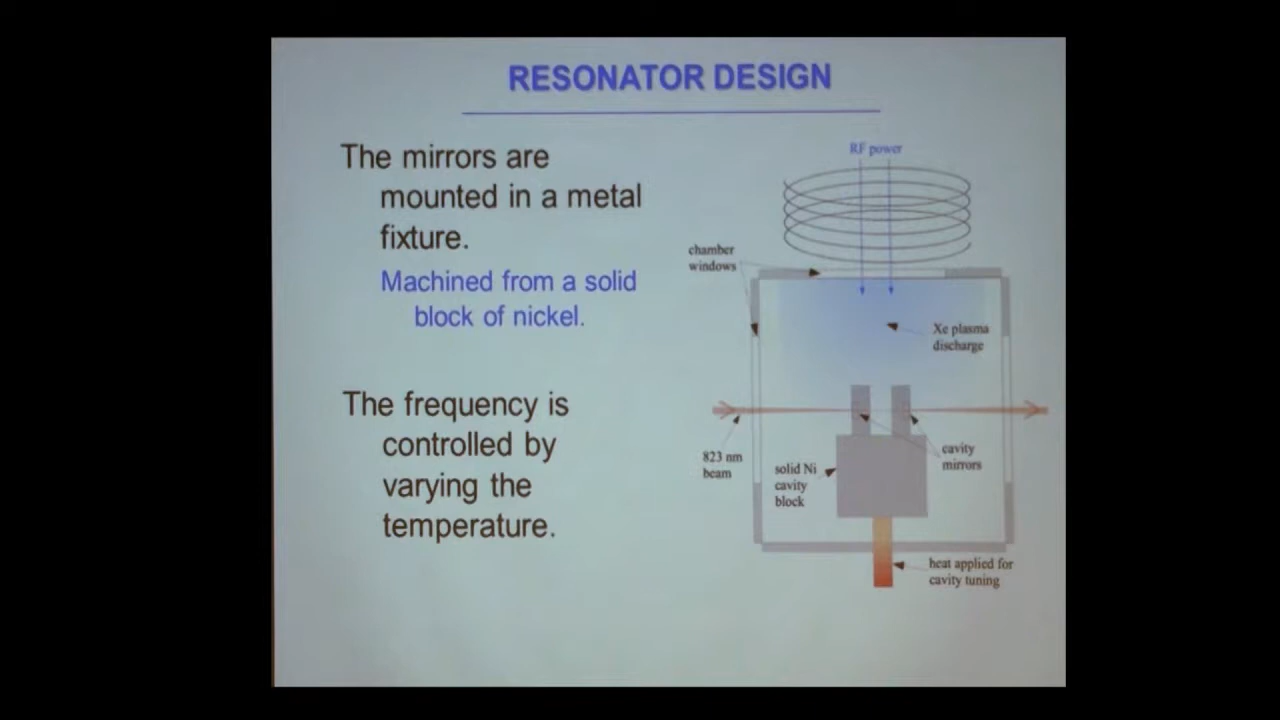 RESONATOR DESIGN
The mirrors are
mounted in a metal
fixture.
Machined from a solid
block of nickel.
The frequency is
controlled by
varying the
temperature.
RF power
chamber
windows
Xe plasma
discharge
823 nm
beam
solid Ni
cavity
block
cavity
mirrors
heat applied for
cavity tuning